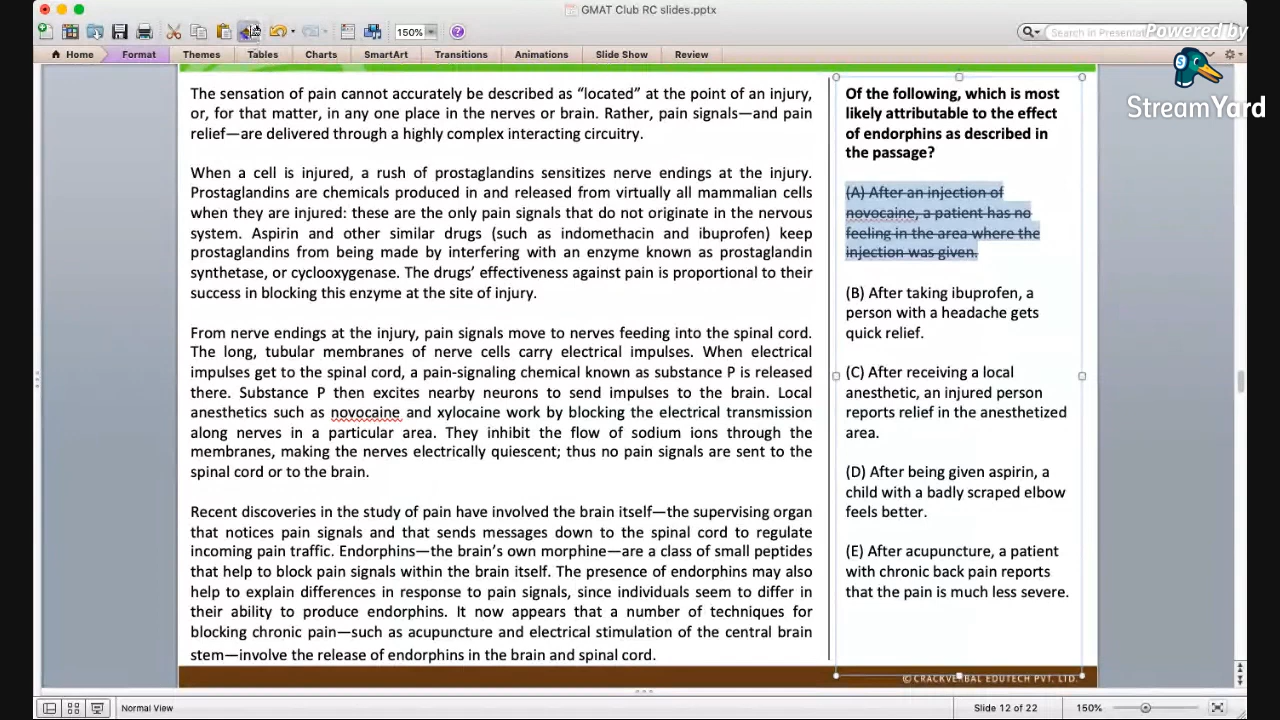 GMAT Club RC slides.pptx
150%
Search in Presentat
Powered by
Home Format Themes Tables Charts SmartArt Transitions Animations Slide Show Review
StreamYard
The sensation of pain cannot accurately be described as “located” at the point of an injury,
or, for that matter, in any one place in the nerves or brain. Rather, pain signals—and pain
relief—are delivered through a highly complex interacting circuitry.
When a cell is injured, a rush of prostaglandins sensitizes nerve endings at the injury.
Prostaglandins are chemicals produced in and released from virtually all mammalian cells
when they are injured: these are the only pain signals that do not originate in the nervous
system. Aspirin and other similar drugs (such as indomethacin and ibuprofen) keep
prostaglandins from being made by interfering with an enzyme known as prostaglandin
synthetase, or cyclooxygenase. The drugs’ effectiveness against pain is proportional to their
success in blocking this enzyme at the site of injury.
From nerve endings at the injury, pain signals move to nerves feeding into the spinal cord.
The long, tubular membranes of nerve cells carry electrical impulses. When electrical
impulses get to the spinal cord, a pain-signaling chemical known as substance P is released
there. Substance P then excites nearby neurons to send impulses to the brain. Local
anesthetics such as novocaine and xylocaine work by blocking the electrical transmission
along nerves in a particular area. They inhibit the flow of sodium ions through the
membranes, making the nerves electrically quiescent; thus no pain signals are sent to the
spinal cord or to the brain.
Recent discoveries in the study of pain have involved the brain itself—the supervising organ
that notices pain signals and that sends messages down to the spinal cord to regulate
incoming pain traffic. Endorphins—the brain’s own morphine—are a class of small peptides
that help to block pain signals within the brain itself. The presence of endorphins may also
help to explain differences in response to pain signals, since individuals seem to differ in
their ability to produce endorphins. It now appears that a number of techniques for
blocking chronic pain—such as acupuncture and electrical stimulation of the central brain
stem—involve the release of endorphins in the brain and spinal cord.
Of the following, which is most
likely attributable to the effect
of endorphins as described in
the passage?
(A) After an injection of
novocaine, a patient has no
feeling in the area where the
injection was given.
(B) After taking ibuprofen, a
person with a headache gets
quick relief.
(C) After receiving a local
anesthetic, an injured person
reports relief in the anesthetized
area.
(D) After being given aspirin, a
child with a badly scraped elbow
feels better.
(E) After acupuncture, a patient
with chronic back pain reports
that the pain is much less severe.
©CRACKVERBAL EDUTECH PVT. LTD.
Normal View
Slide 12 of 22
150%